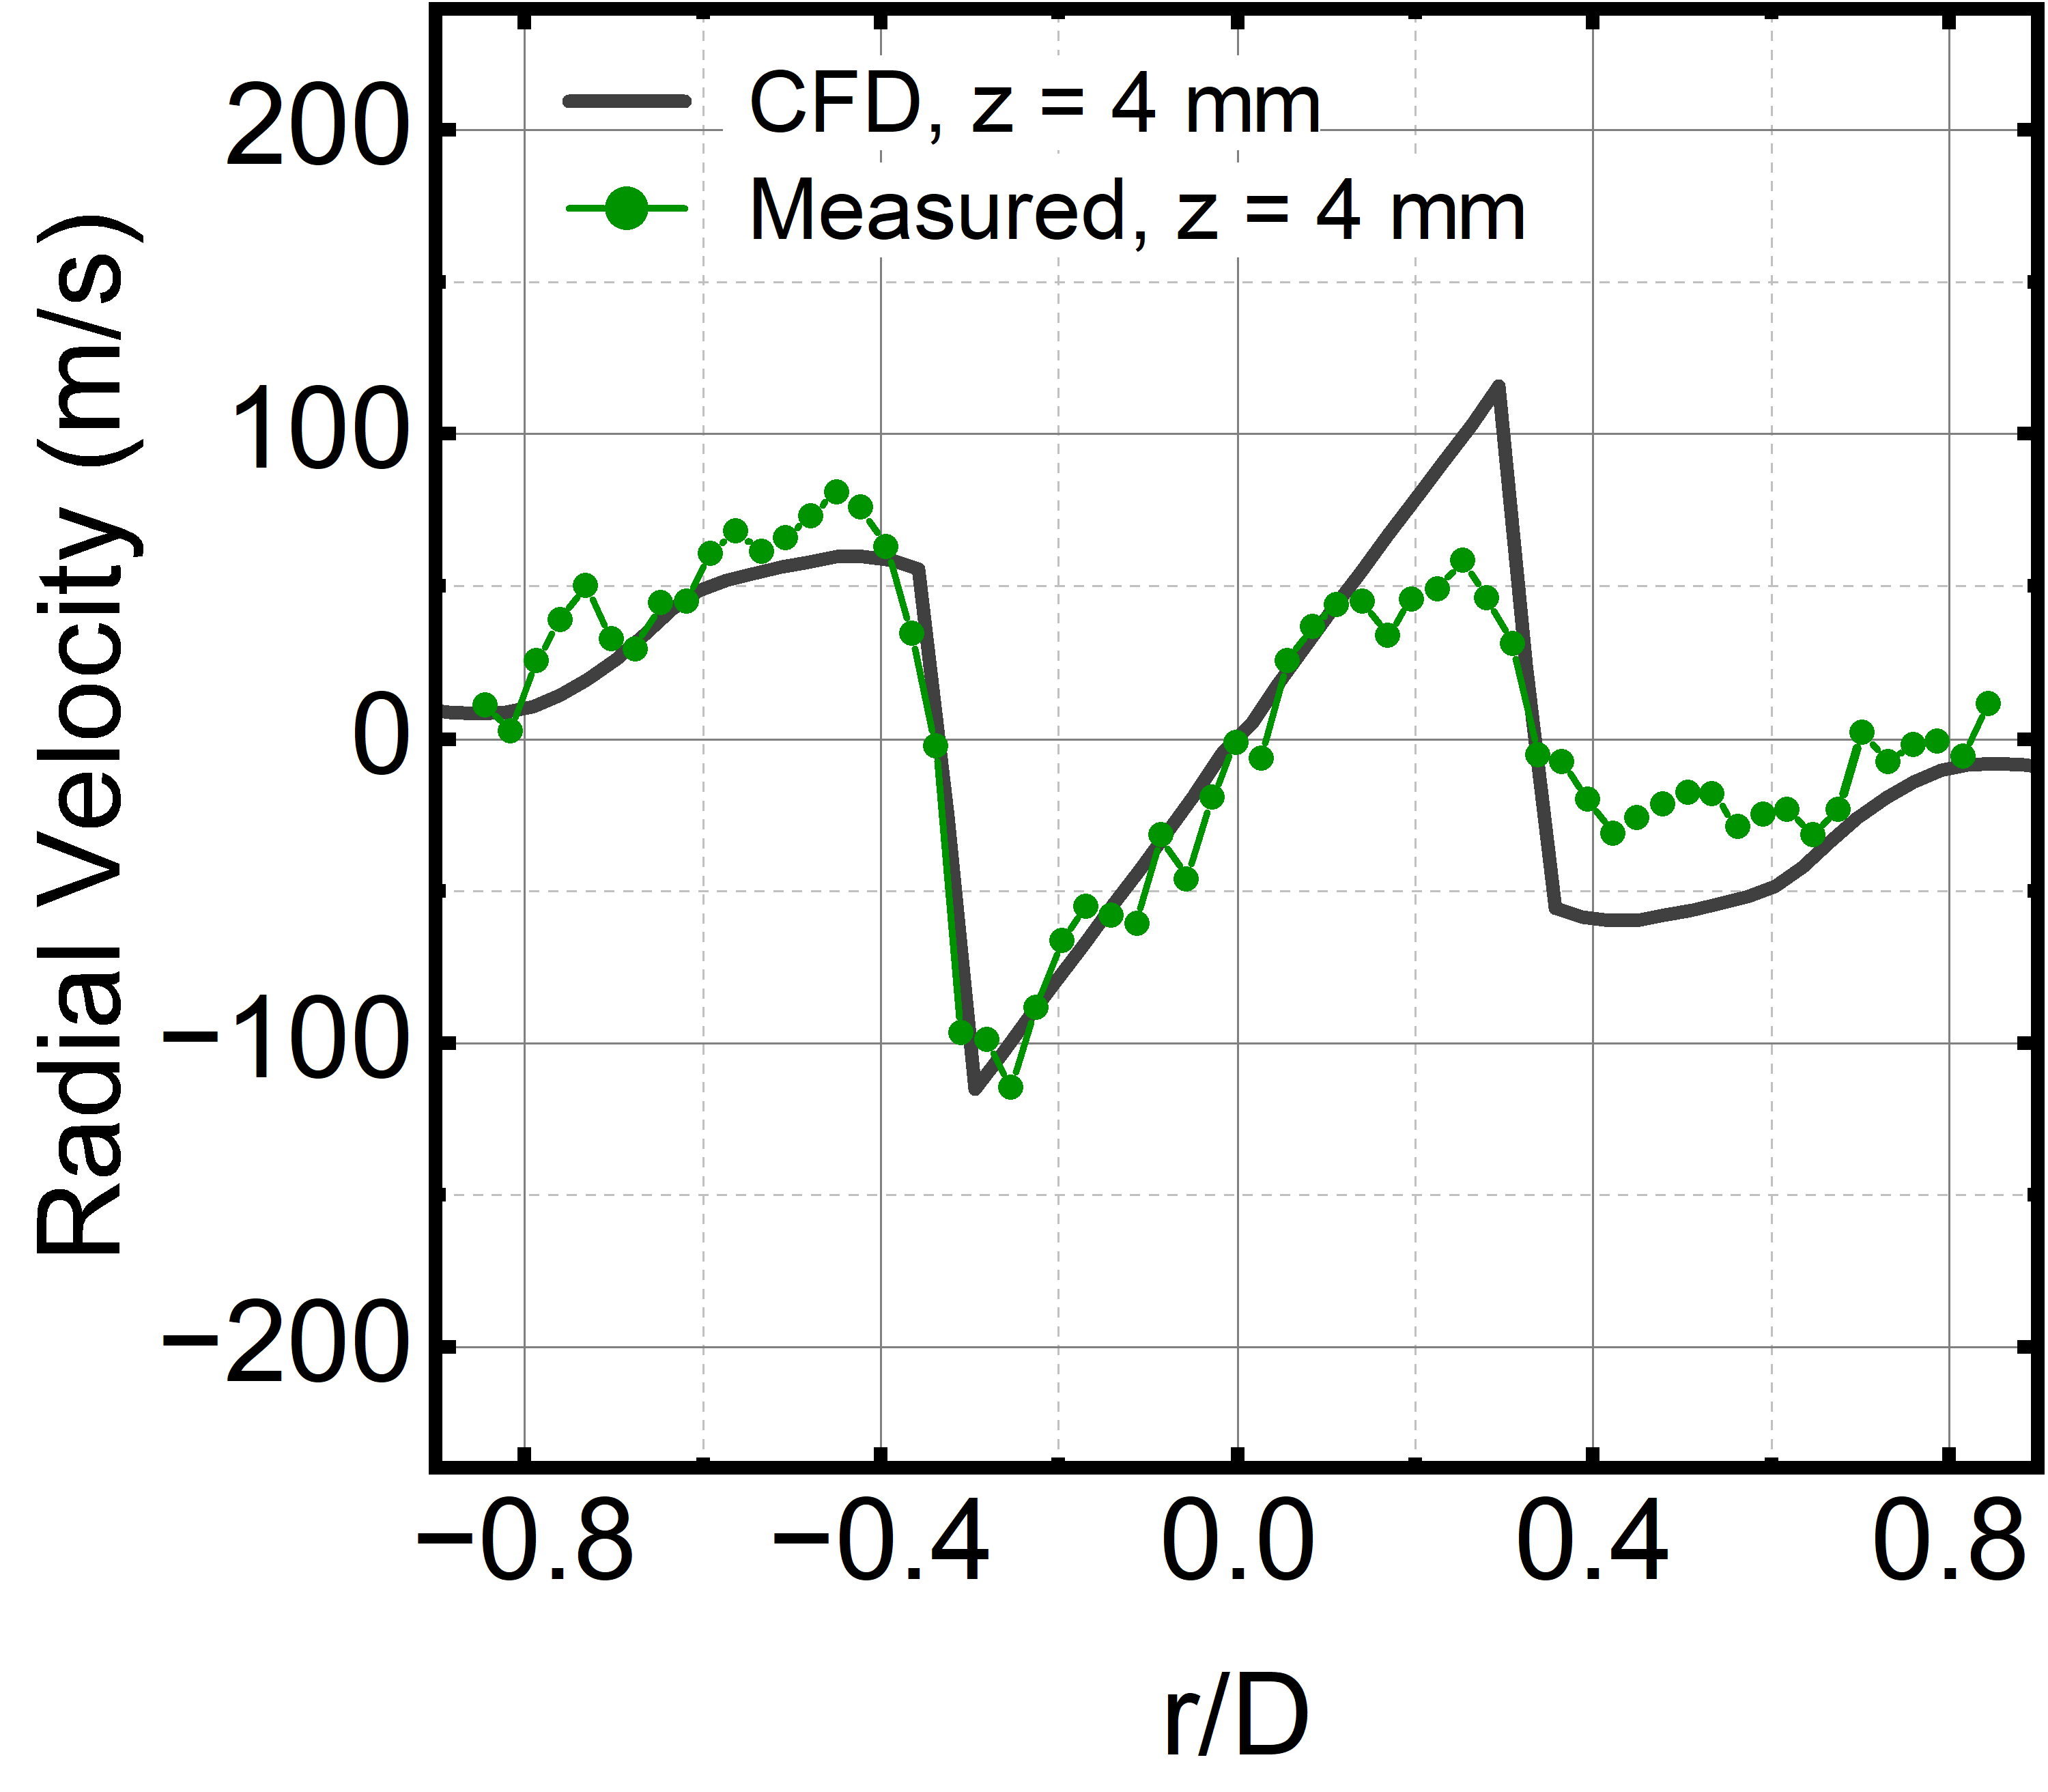 CFD, z = 4 mm
Measured, z = 4 mm
Radial Velocity (m/s)
200
100
0
−100
−200
−0.8 −0.4 0.0 0.4 0.8
r/D